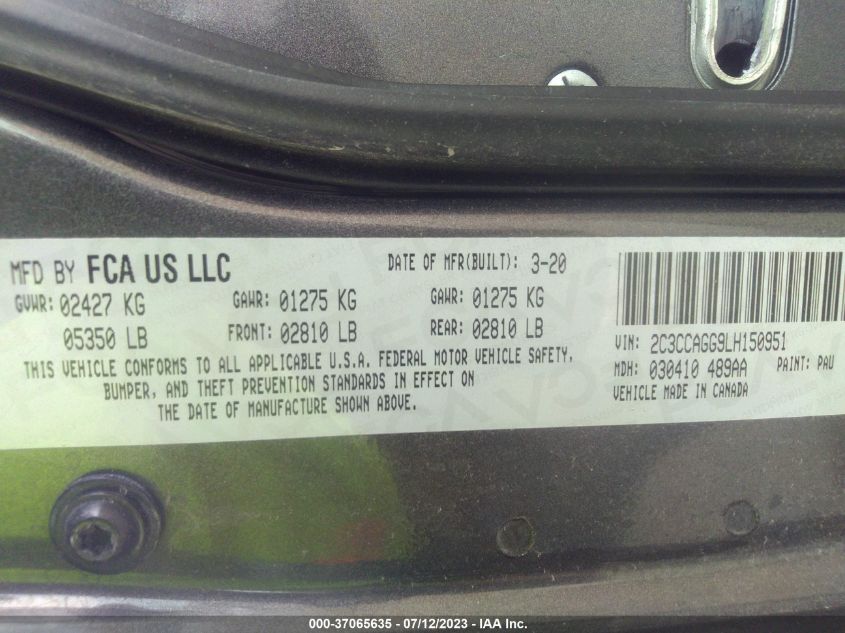 MFD BY FCA US LLC
DATE OF MFR(BUILT): 3-20
GVWR: 02427 KG
GAWR: 01275 KG
GAWR: 01275 KG
05350 LB
FRONT: 02810 LB
REAR: 02810 LB
THIS VEHICLE CONFORMS TO ALL APPLICABLE U.S.A. FEDERAL MOTOR VEHICLE SAFETY,
BUMPER, AND THEFT PREVENTION STANDARDS IN EFFECT ON
THE DATE OF MANUFACTURE SHOWN ABOVE.
VIN: 2C3CCAGG9LH150951
MDH: 030410 489AA PAINT: PAU
VEHICLE MADE IN CANADA
000-37065635 - 07/12/2023 - IAA Inc.